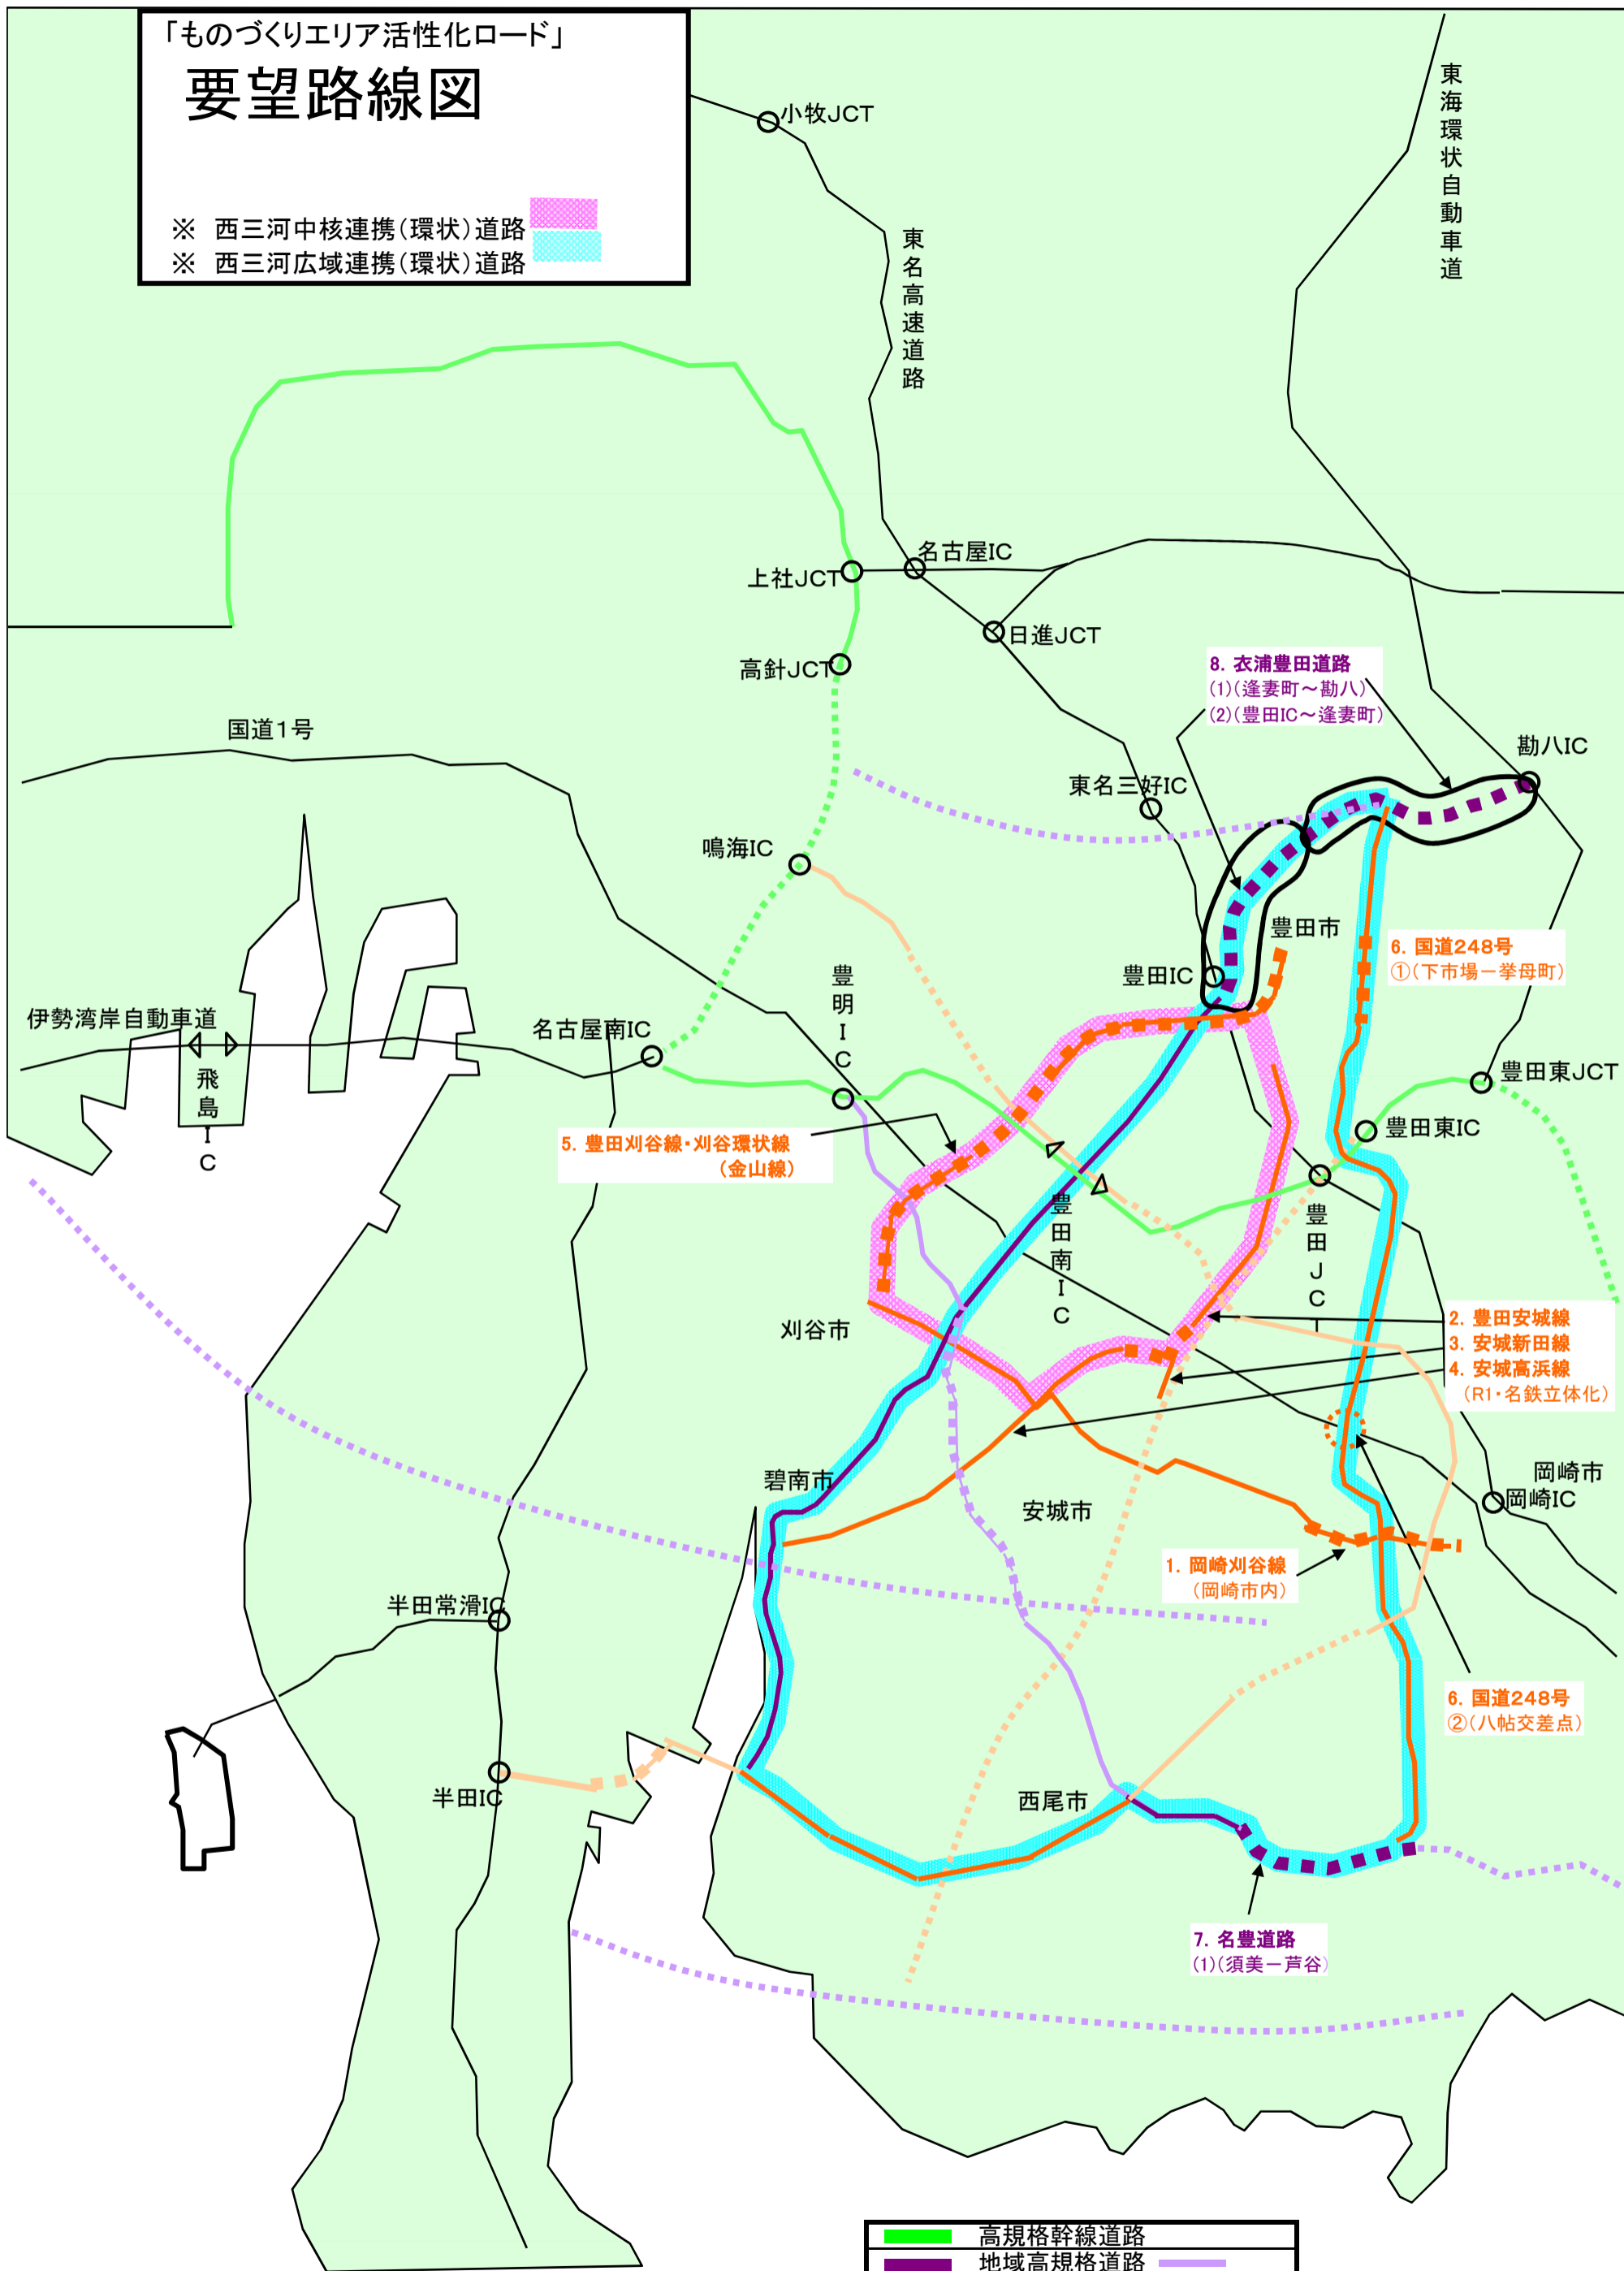 「ものづくりエリア活性化ロード」
要望路線図
※ 西三河中核連携(環状)道路
※ 西三河広域連携(環状)道路
小牧JCT
東海環状自動車道
東名高速道路
名古屋IC
上社JCT
日進JCT
高針JCT
8. 衣浦豊田道路
(1)(逢妻町～勘八)
(2)(豊田IC～逢妻町)
国道1号
勘八IC
東名三好IC
鳴海IC
豊田市
6. 国道248号
①(下市場－挙母町)
豊田IC
豊明IC
伊勢湾岸自動車道
名古屋南IC
飛島IC
豊田東JCT
豊田東IC
5. 豊田刈谷線・刈谷環状線
(金山線)
豊田南IC
豊田JCT
刈谷市
2. 豊田安城線
3. 安城新田線
4. 安城高浜線
(R1・名鉄立体化)
碧南市
安城市
岡崎市
岡崎IC
1. 岡崎刈谷線
(岡崎市内)
半田常滑IC
6. 国道248号
②(八帖交差点)
半田IC
西尾市
7. 名豊道路
(1)(須美－芦谷)
高規格幹線道路
地域高規格道路